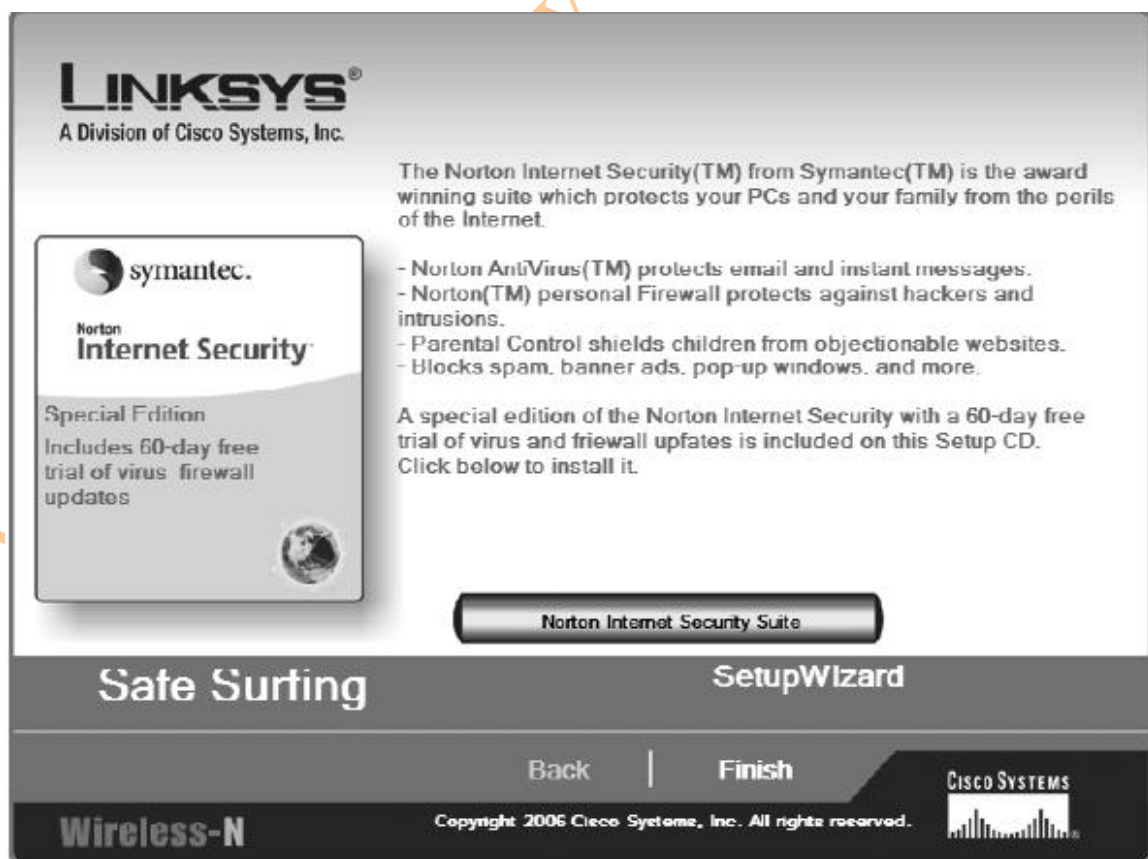 LINKSYS®
A Division of Cisco Systems, Inc.
The Norton Internet Security(TM) from Symantec(TM) is the award
winning suite which protects your PCs and your family from the perils
of the Internet.
- Norton AntiVirus(TM) protects email and instant messages.
- Norton(TM) personal Firewall protects against hackers and
intrusions.
- Parental Control shields children from objectionable websites.
- Blocks spam, banner ads, pop-up windows, and more.
A special edition of the Norton Internet Security with a 60-day free
trial of virus and friewall upfates is included on this Setup CD.
Click below to install it.
symantec.
Norton
Internet Security
Special Edition
Includes 60-day free
trial of virus firewall
updates
Norton Internet Security Suite
Safe Surfing
SetupWizard
Back
Finish
CISCO SYSTEMS
Wireless-N
Copyright 2006 Cisco Systems, Inc. All rights reserved.